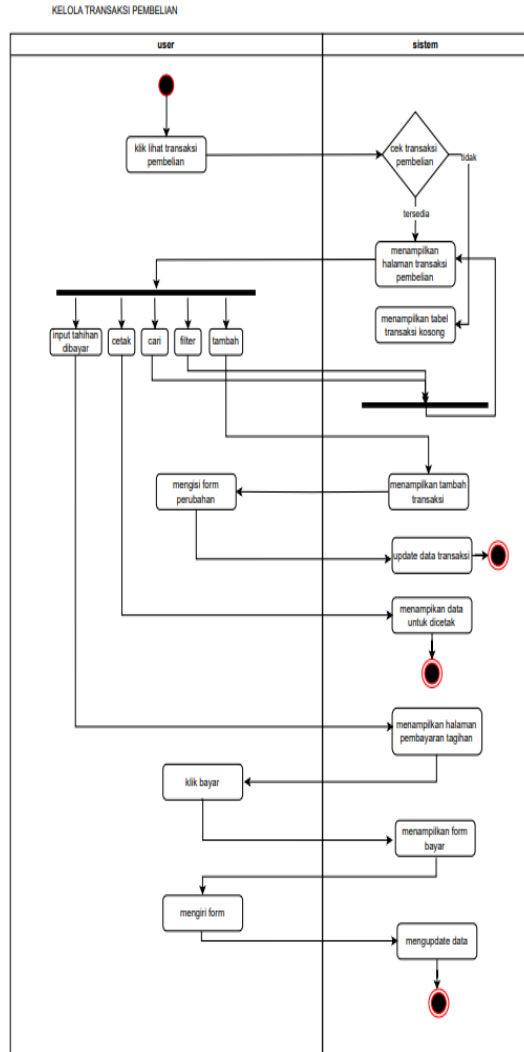 KELOLA TRANSAKSI PEMBELIAN
user
sistem
klik lihat transaksi
pembelian
cek transaksi
pembelian
tidak
tersedia
menampilkan
halaman transaksi
pembelian
menampilkan tabel
transaksi kosong
input tahihan
dibayar
cetak
cari
filter
tambah
mengisi form
perubahan
menampilkan tambah
transaksi
update data transaksi
menampikan data
untuk dicetak
menampilkan halaman
pembayaran tagihan
klik bayar
menampilkan form
bayar
mengiri form
mengupdate data